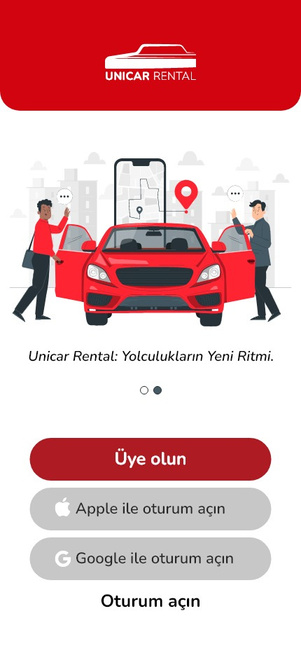 UNICAR RENTAL
Unicar Rental: Yolculukların Yeni Ritmi.
Üye olun
Apple ile oturum açın
Google ile oturum açın
Oturum açın